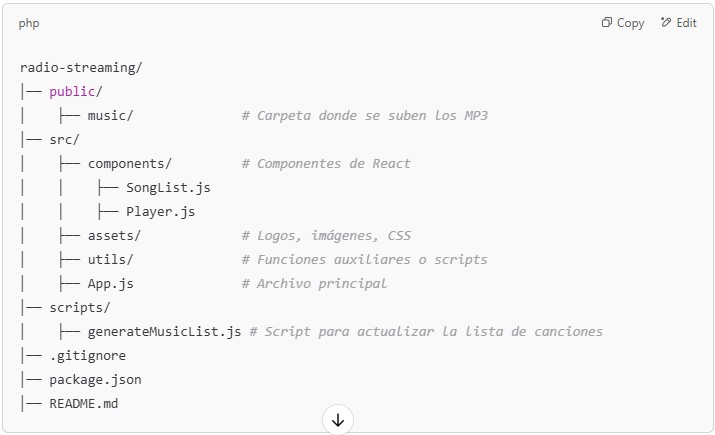 php
Copy
Edit
radio-streaming/
│── public/
│   ├── music/              # Carpeta donde se suben los MP3
│── src/
│   ├── components/         # Componentes de React
│   │   ├── SongList.js
│   │   ├── Player.js
│   ├── assets/             # Logos, imágenes, CSS
│   ├── utils/              # Funciones auxiliares o scripts
│   ├── App.js              # Archivo principal
│── scripts/
│   ├── generateMusicList.js # Script para actualizar la lista de canciones
│── .gitignore
│── package.json
│── README.md